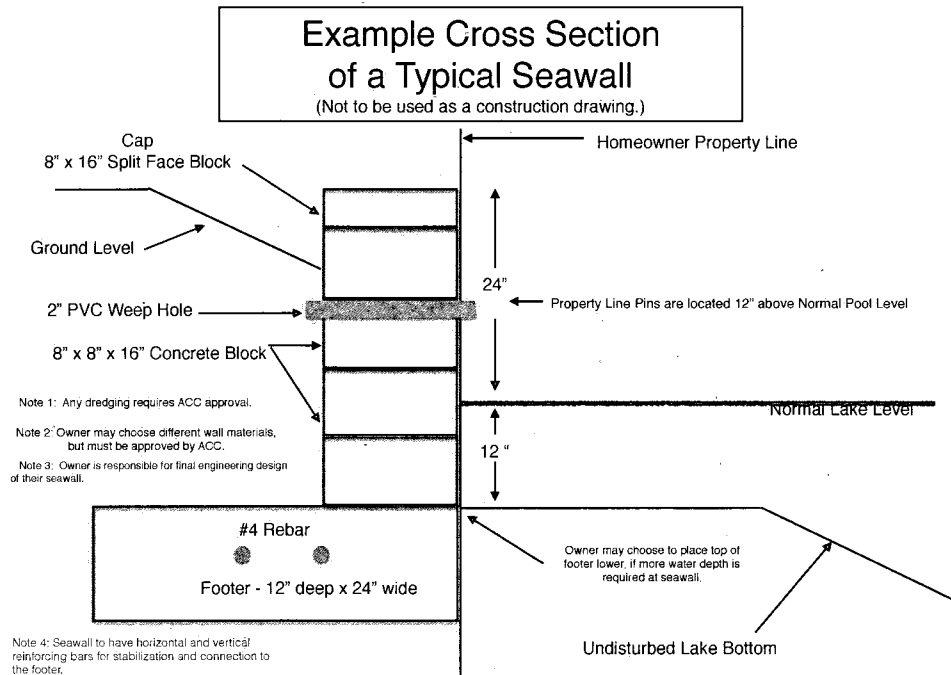 Example Cross Section
of a Typical Seawall
(Not to be used as a construction drawing.)
Cap
8" x 16" Split Face Block
Homeowner Property Line
Ground Level
24"
2" PVC Weep Hole
Property Line Pins are located 12" above Normal Pool Level
8" x 8" x 16" Concrete Block
Note 1: Any dredging requires ACC approval.
Normal Lake Level
Note 2: Owner may choose different wall materials,
but must be approved by ACC.
12 "
Note 3: Owner is responsible for final engineering design
of their seawall.
#4 Rebar
Footer - 12" deep x 24" wide
Owner may choose to place top of
footer lower, if more water depth is
required at seawall.
Note 4: Seawall to have horizontal and vertical
reinforcing bars for stabilization and connection to
the footer.
Undisturbed Lake Bottom